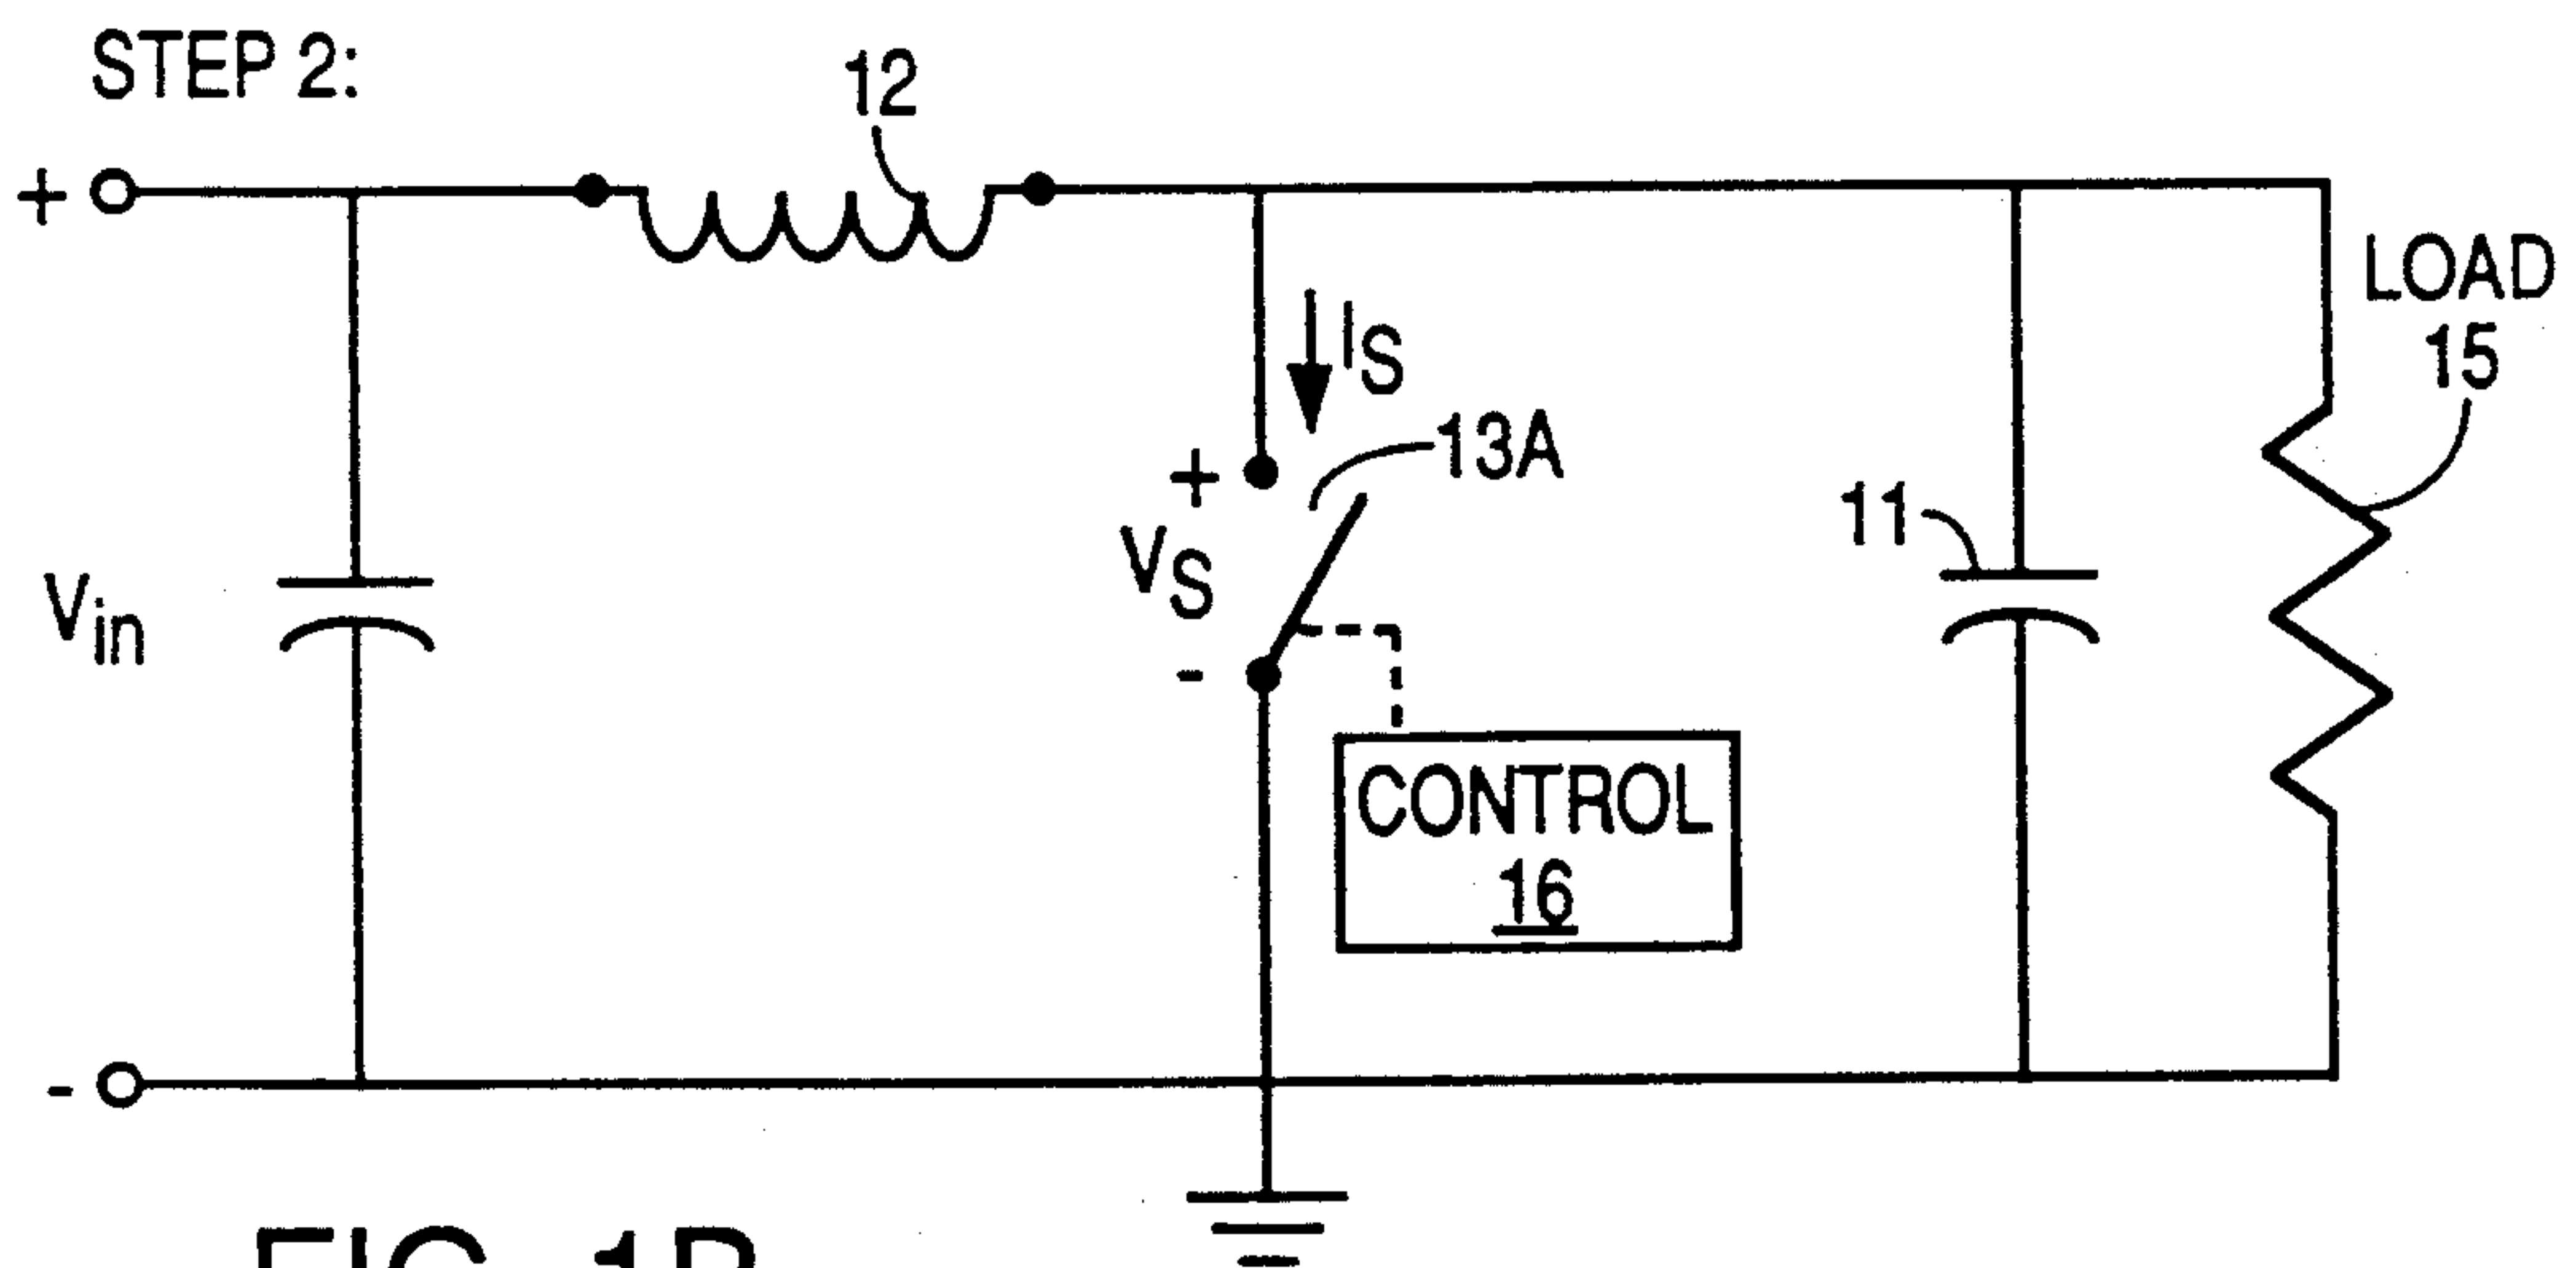 STEP 2:
12
+
LOAD
15
IS
13A
+
11
VS
Vin
-
CONTROL
16
-